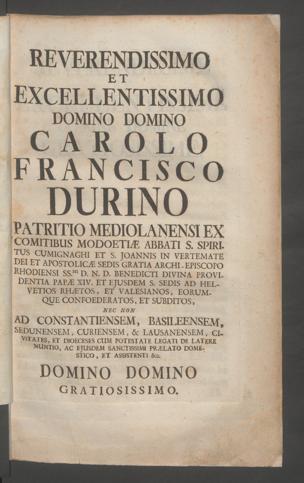 REVERENDISSIMO
ET
EXCELLENTISSIMO
DOMINO DOMINO
CAROLO
FRANCISCO
DURINO
PATRITIO MEDIOLANENSI EX
COMITIBUS MODOETIÆ ABBATI S. SPIRI-
TUS CUMIGNAGHI ET S. JOANNIS IN VERTEMATE
DEI ET APOSTOLICÆ SEDIS GRATIA ARCHI-EPISCOPO
RHODIENSI SS.mi D. N. D. BENEDICTI DIVINA PROVI-
DENTIA PAPÆ XIV. ET EJUSDEM S. SEDIS AD HEL-
VETIOS RHÆTOS, ET VALESIANOS, EORUM-
QUE CONFOEDERATOS, ET SUBDITOS,
NEC NON
AD CONSTANTIENSEM, BASILEENSEM,
SEDUNENSEM, CURIENSEM, & LAUSANENSEM, CI-
VITATES, ET DIOECESES CUM POTESTATE LEGATI DE LATERE
NUNTIO, AC EJUSDEM SANCTISSIMI PRÆLATO DOME-
STICO, ET ASSISTENTI &c.
DOMINO DOMINO
GRATIOSISSIMO.